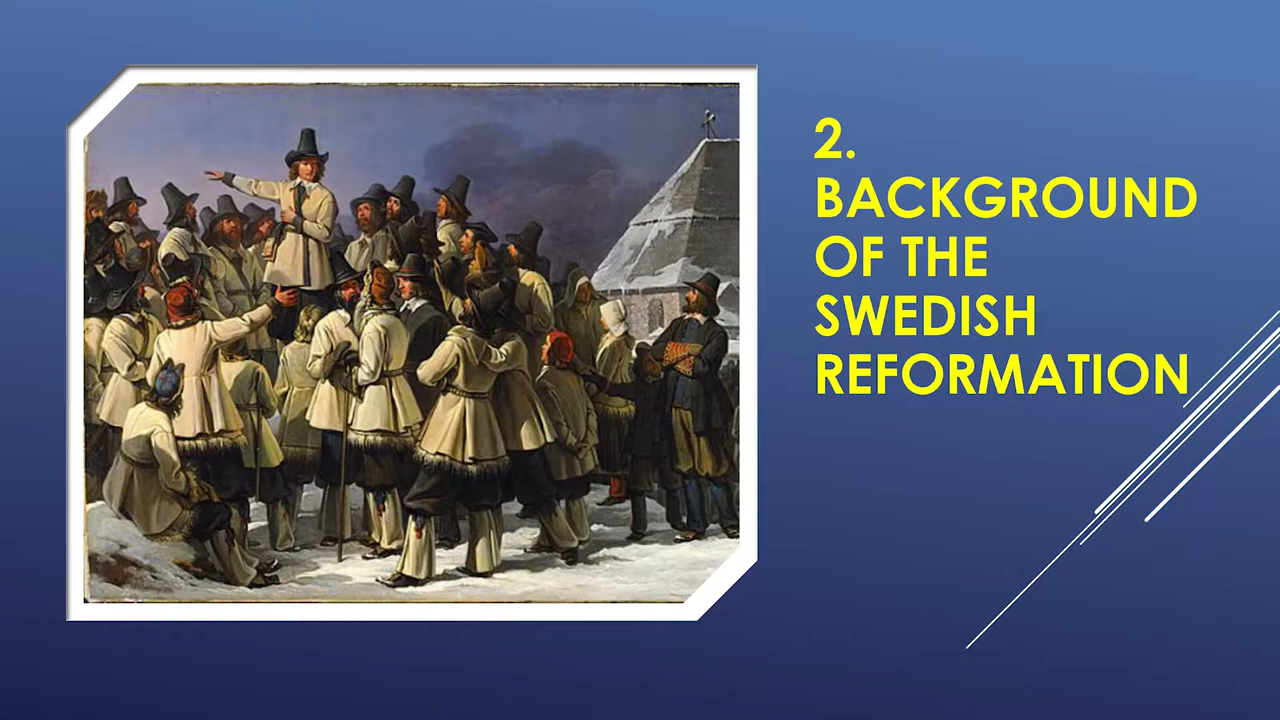 2.
BACKGROUND
OF THE
SWEDISH
REFORMATION